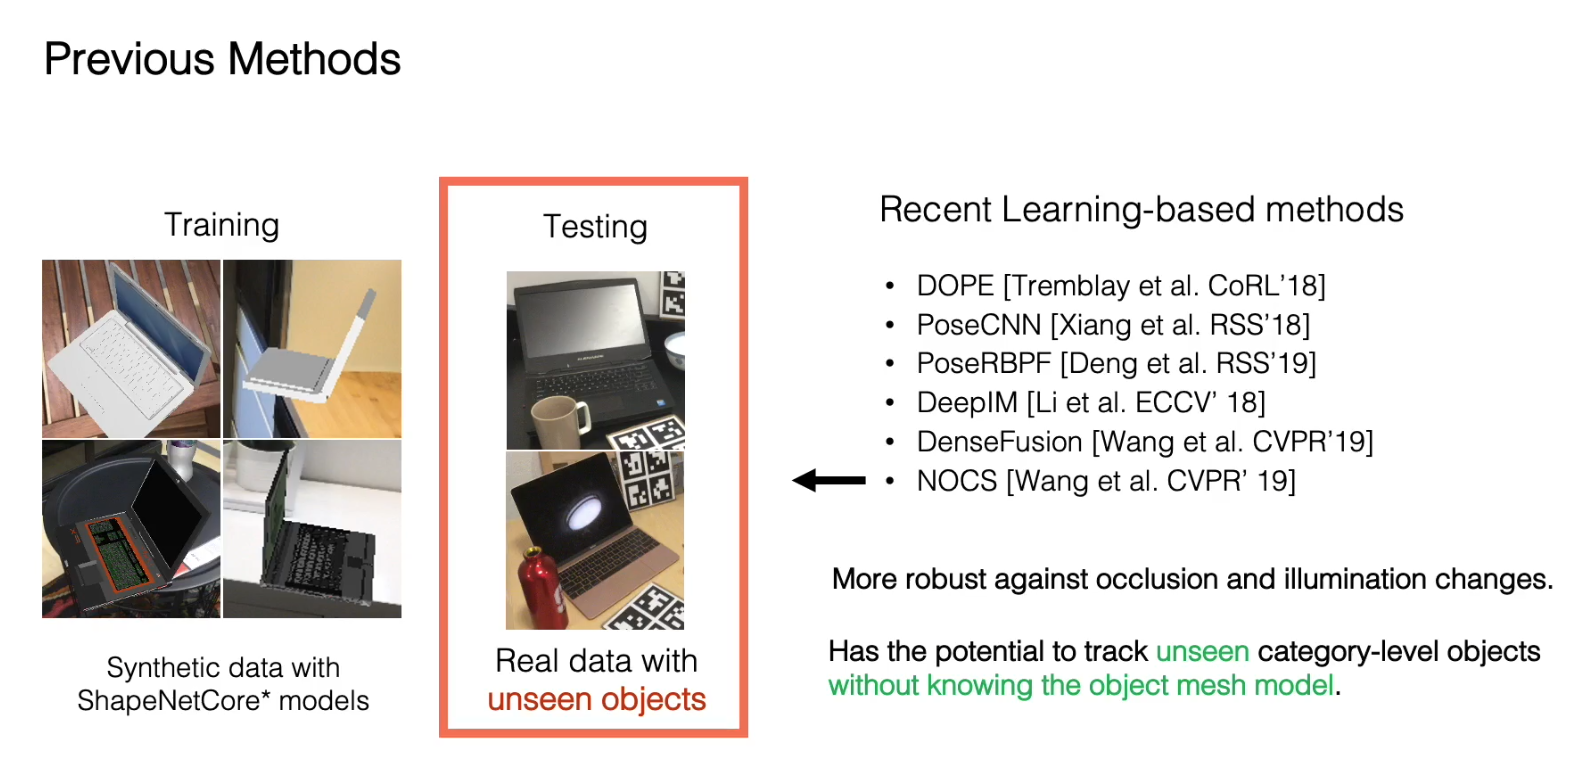 Previous Methods
Training
Testing
Synthetic data with
ShapeNetCore* models
Real data with
unseen objects
Recent Learning-based methods
• DOPE [Tremblay et al. CoRL’18]
• PoseCNN [Xiang et al. RSS’18]
• PoseRBPF [Deng et al. RSS’19]
• DeepIM [Li et al. ECCV’ 18]
• DenseFusion [Wang et al. CVPR’19]
• NOCS [Wang et al. CVPR’ 19]
More robust against occlusion and illumination changes.
Has the potential to track unseen category-level objects
without knowing the object mesh model.